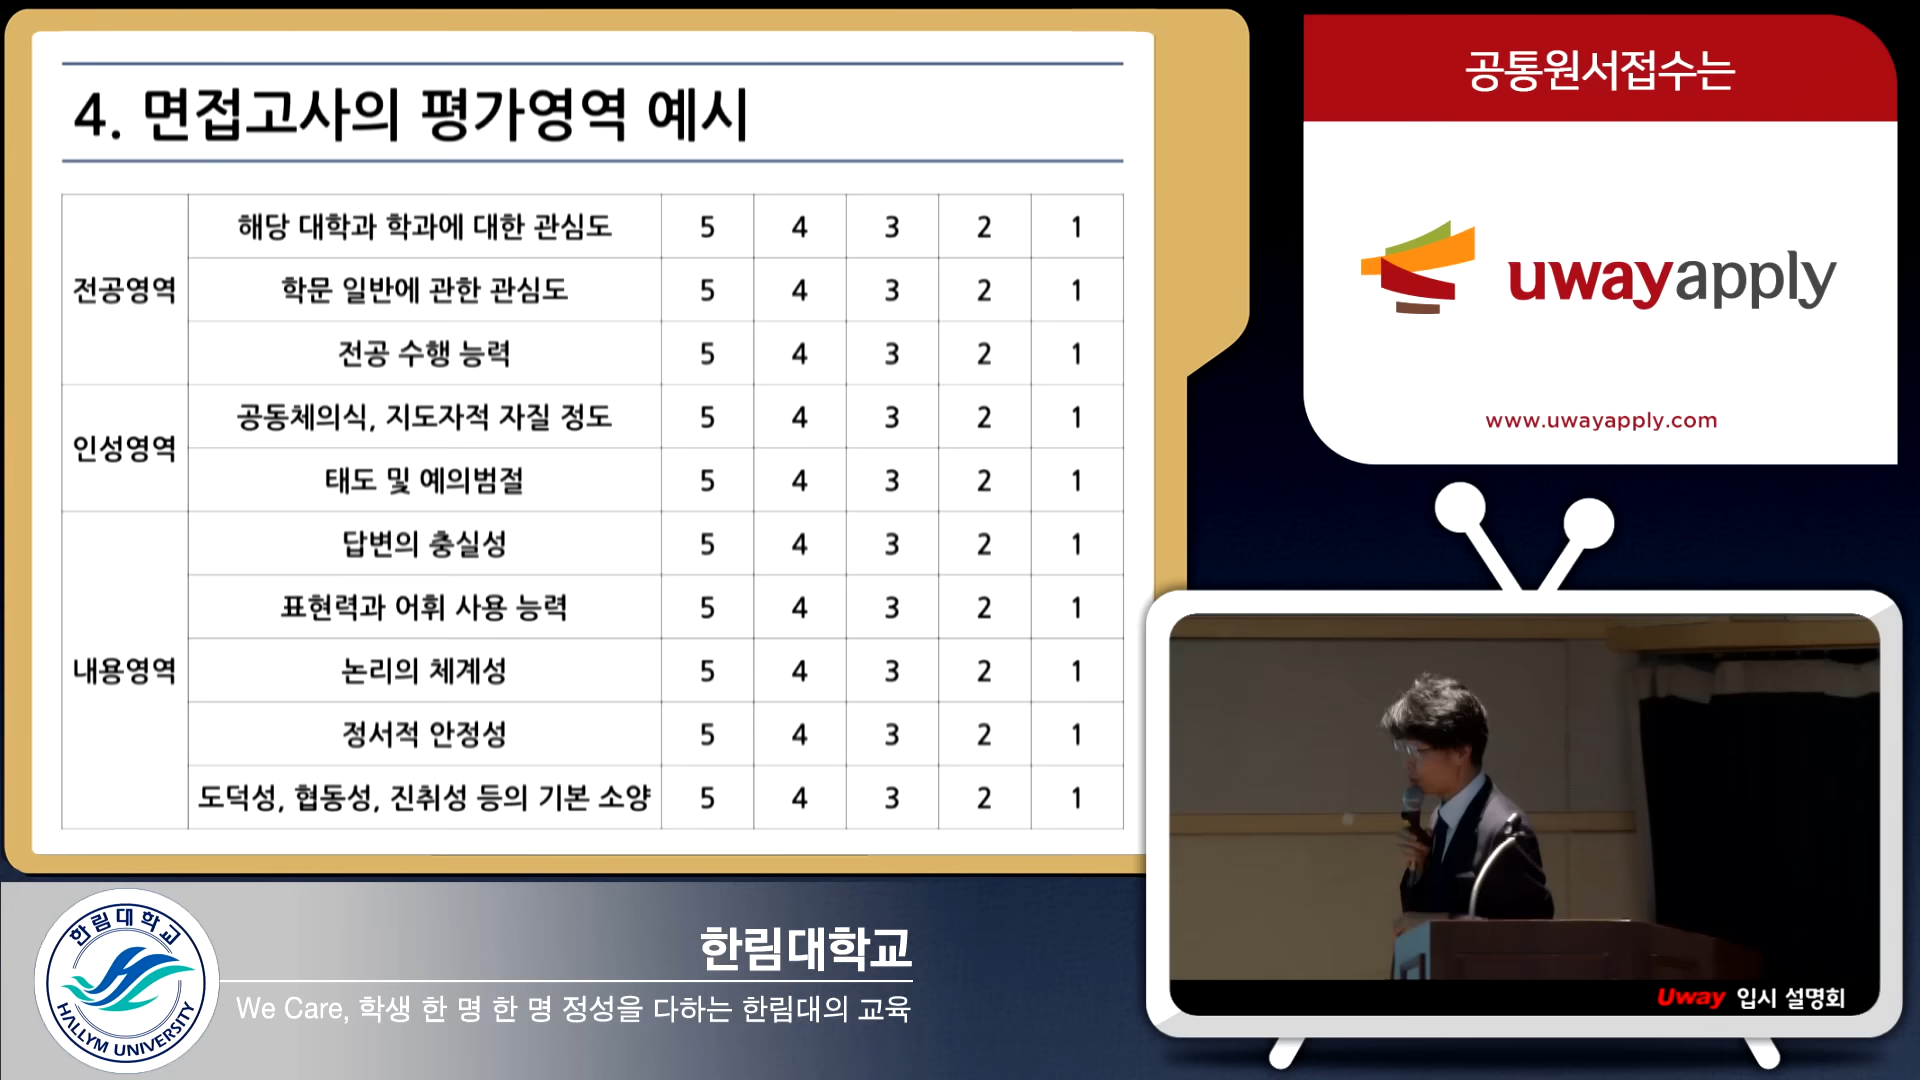 4. 면접고사의 평가영역 예시
전공영역
해당 대학과 학과에 대한 관심도 5 4 3 2 1
학문 일반에 관한 관심도 5 4 3 2 1
전공 수행 능력 5 4 3 2 1
인성영역
공동체의식, 지도자적 자질 정도 5 4 3 2 1
태도 및 예의범절 5 4 3 2 1
내용영역
답변의 충실성 5 4 3 2 1
표현력과 어휘 사용 능력 5 4 3 2 1
논리의 체계성 5 4 3 2 1
정서적 안정성 5 4 3 2 1
도덕성, 협동성, 진취성 등의 기본 소양 5 4 3 2 1
공통원서접수는
uwayapply
www.uwayapply.com
Uway 입시 설명회
한림대학교
HALLYM UNIVERSITY
한림대학교
We Care, 학생 한 명 한 명 정성을 다하는 한림대의 교육